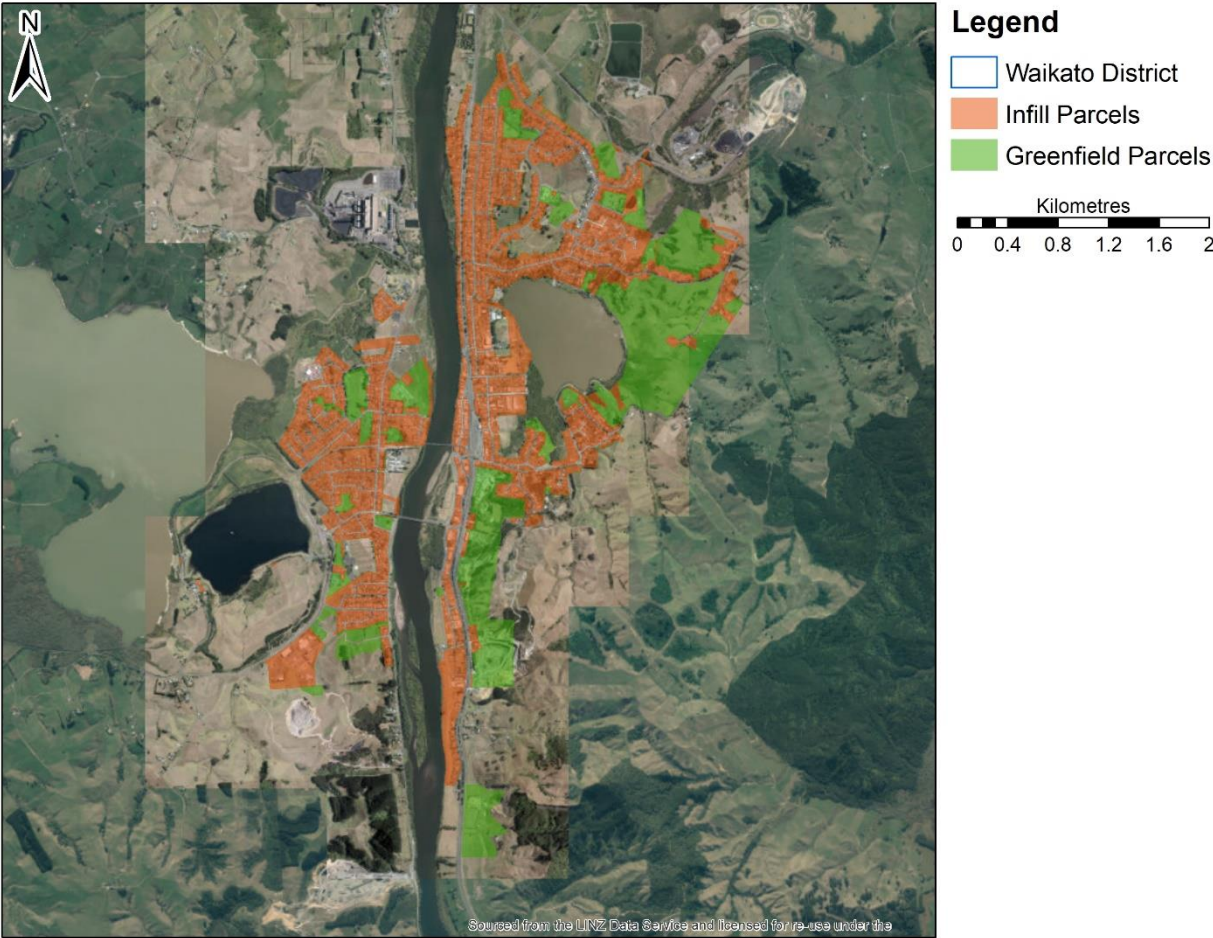 N
Legend
Waikato District
Infill Parcels
Greenfield Parcels
Kilometres
0 0.4 0.8 1.2 1.6 2
Sourced from the LINZ Data Service and licensed for re-use under the